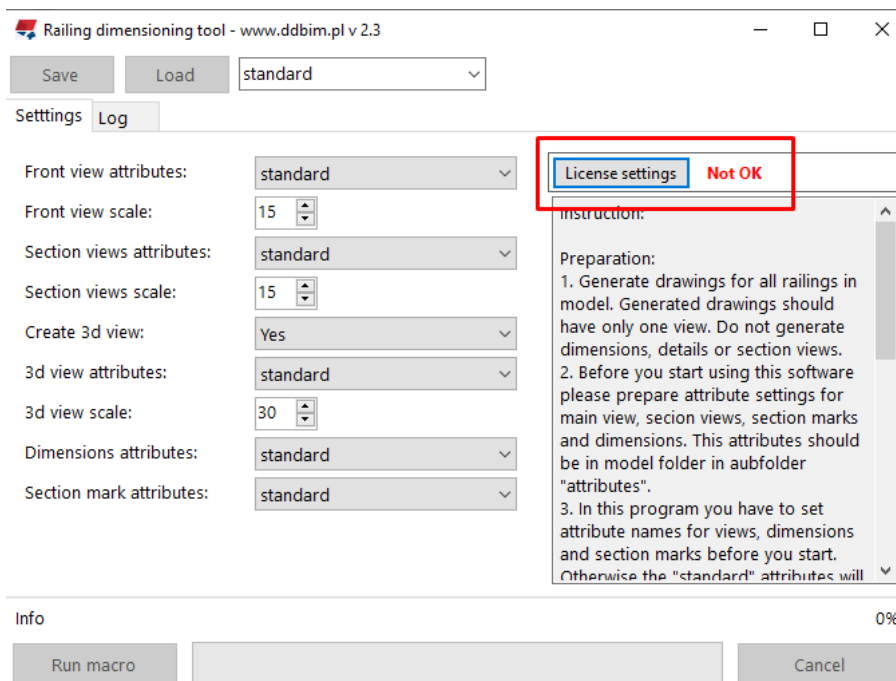 Railing dimensioning tool - www.ddbim.pl v 2.3
Save
Load
standard
Setttings
Log
Front view attributes:
standard
Front view scale:
15
Section views attributes:
standard
Section views scale:
15
Create 3d view:
Yes
3d view attributes:
standard
3d view scale:
30
Dimensions attributes:
standard
Section mark attributes:
standard
License settings
Not OK
Instruction:
Preparation:
1. Generate drawings for all railings in
model. Generated drawings should
have only one view. Do not generate
dimensions, details or section views.
2. Before you start using this software
please prepare attribute settings for
main view, secion views, section marks
and dimensions. This attributes should
be in model folder in aubfolder
"attributes".
3. In this program you have to set
attribute names for views, dimensions
and section marks before you start.
Otherwise the "standard" attributes will
Info
0%
Run macro
Cancel